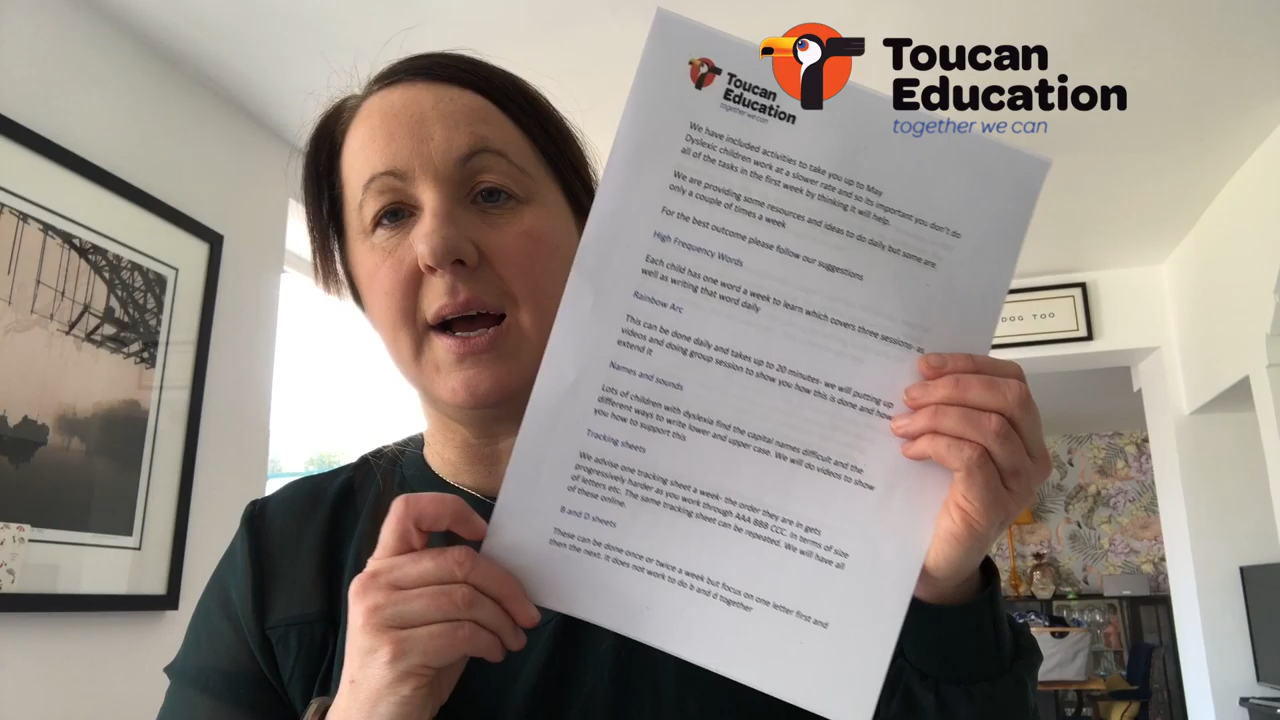 Toucan
Education
together we can
Toucan
Education
together we can
We have included activities to take you up to May
Dyslexic children work at a slower rate and so its important you don't do
all of the tasks in the first week by thinking it will help.
We are providing some resources and ideas to do daily but some are
only a couple of times a week
For the best outcome please follow our suggestions
High Frequency Words
Each child has one word a week to learn which covers three sessions- as
well as writing that word daily
Rainbow Arc
This can be done daily and takes up to 20 minutes- we will putting up
videos and doing group session to show you how this is done and how
extend it
Names and sounds
Lots of children with dyslexia find the capital names difficult and the
different ways to write lower and upper case. We will do videos to show
you how to support this
Tracking sheets
We advise one tracking sheet a week- the order they are in gets
progressively harder as you work through AAA BBB CCC. In terms of size
of letters etc. The same tracking sheet can be repeated. We will have all
of these online.
B and D sheets
These can be done once or twice a week but focus on one letter first and
then the next. It does not work to do b and d together
DOG TOO